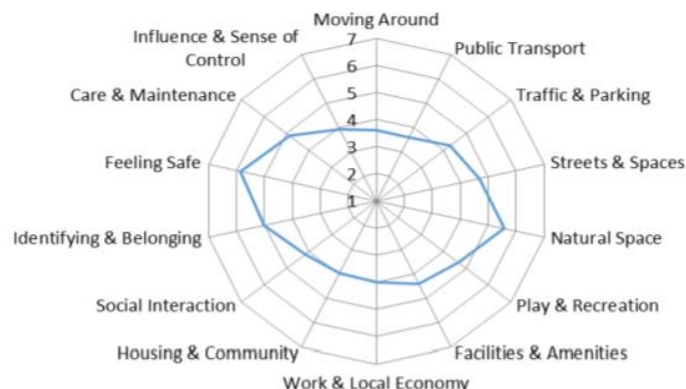 Moving Around
7
6
5
4
3
2
1
Public Transport
Traffic & Parking
Streets & Spaces
Natural Space
Play & Recreation
Facilities & Amenities
Work & Local Economy
Housing & Community
Social Interaction
Identifying & Belonging
Feeling Safe
Care & Maintenance
Influence & Sense of
Control